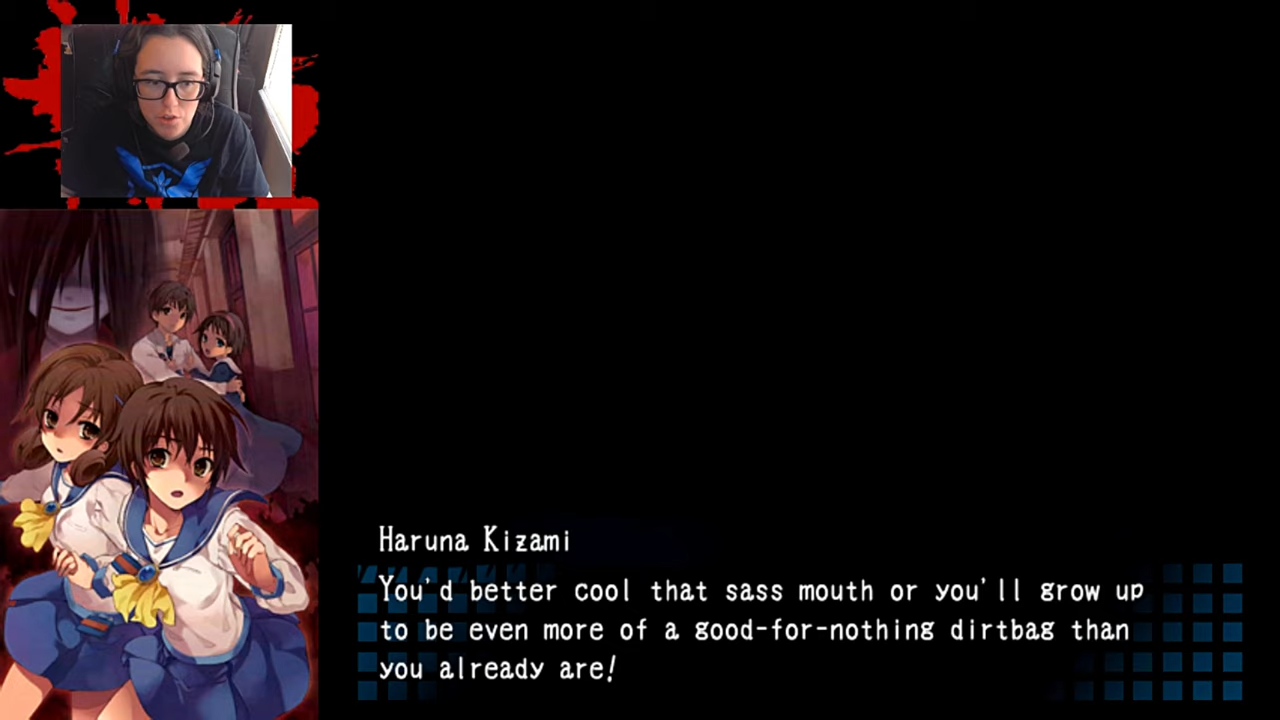 Haruna Kizami
You'd better cool that sass mouth or you'll grow up
to be even more of a good-for-nothing dirtbag than
you already are!